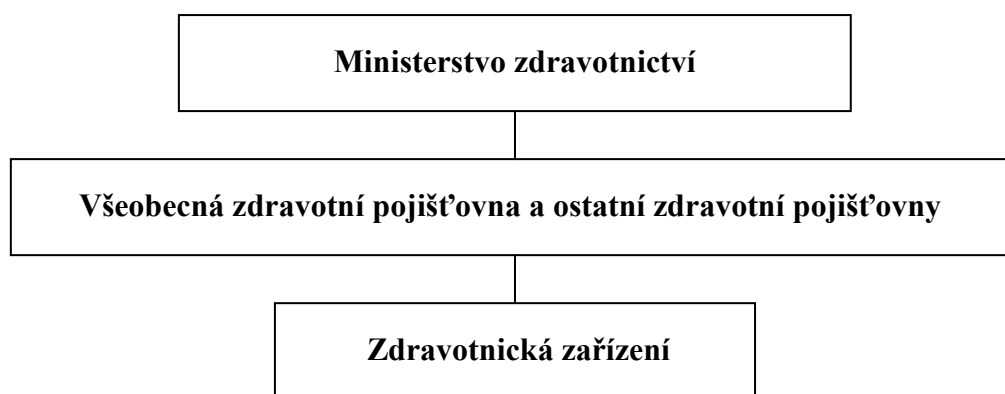 Ministerstvo zdravotnictví
Všeobecná zdravotní pojišťovna a ostatní zdravotní pojišťovny
Zdravotnická zařízení